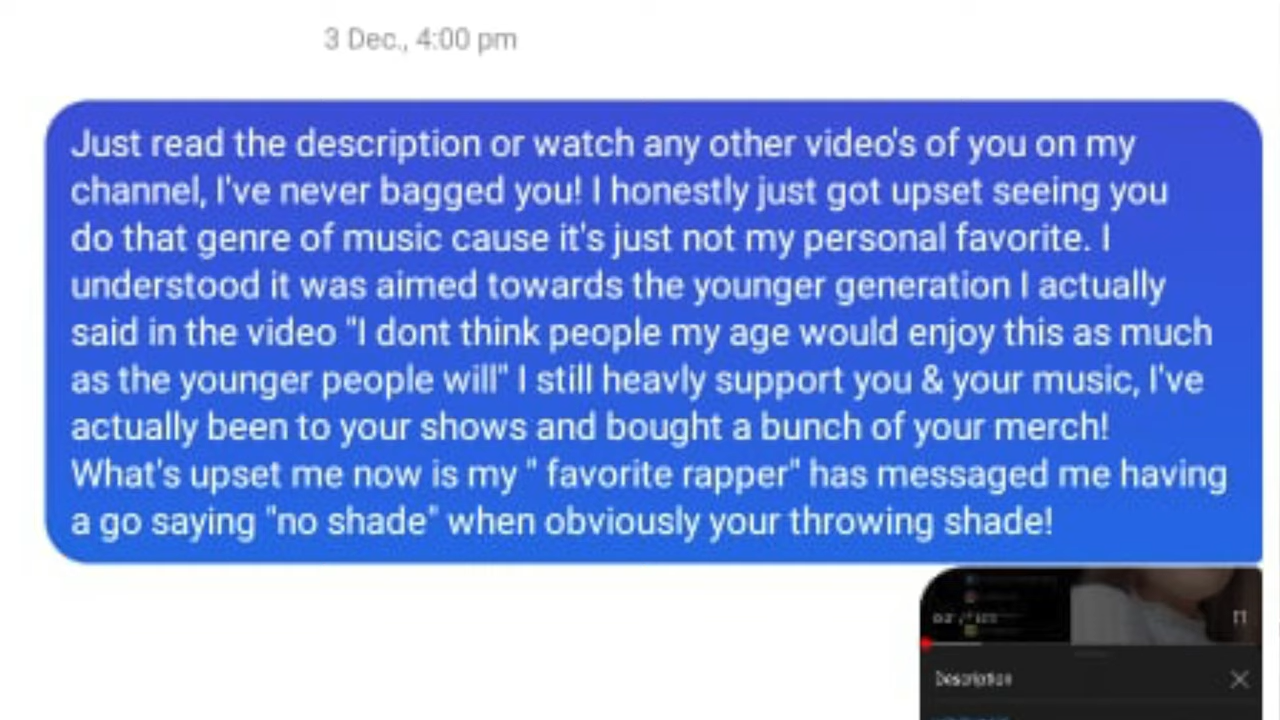 3 Dec., 4:00 pm
Just read the description or watch any other video's of you on my
channel, I've never bagged you! I honestly just got upset seeing you
do that genre of music cause it's just not my personal favorite. I
understood it was aimed towards the younger generation I actually
said in the video "I dont think people my age would enjoy this as much
as the younger people will" I still heavly support you & your music, I've
actually been to your shows and bought a bunch of your merch!
What's upset me now is my " favorite rapper" has messaged me having
a go saying "no shade" when obviously your throwing shade!
Description